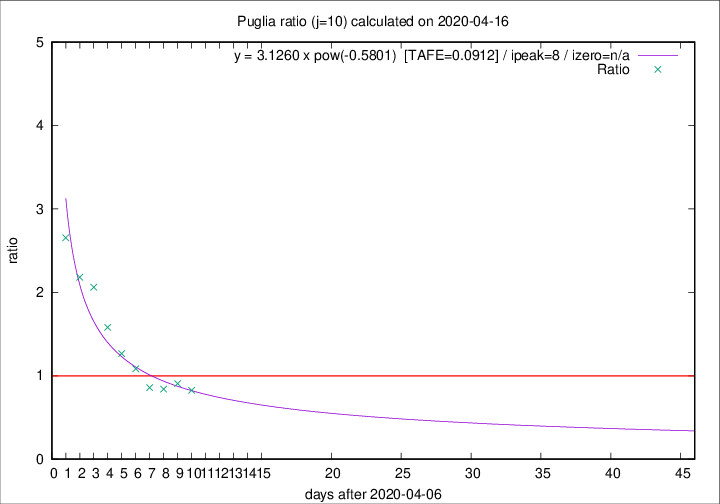 Puglia ratio (j=10) calculated on 2020-04-16
y = 3.1260 x pow(-0.5801) [TAFE=0.0912] / ipeak=8 / izero=n/a
Ratio
5
4
3
2
1
0
ratio
0 1 2 3 4 5 6 7 8 9 10 11 12 13 14 15 20 25 30 35 40 45
days after 2020-04-06